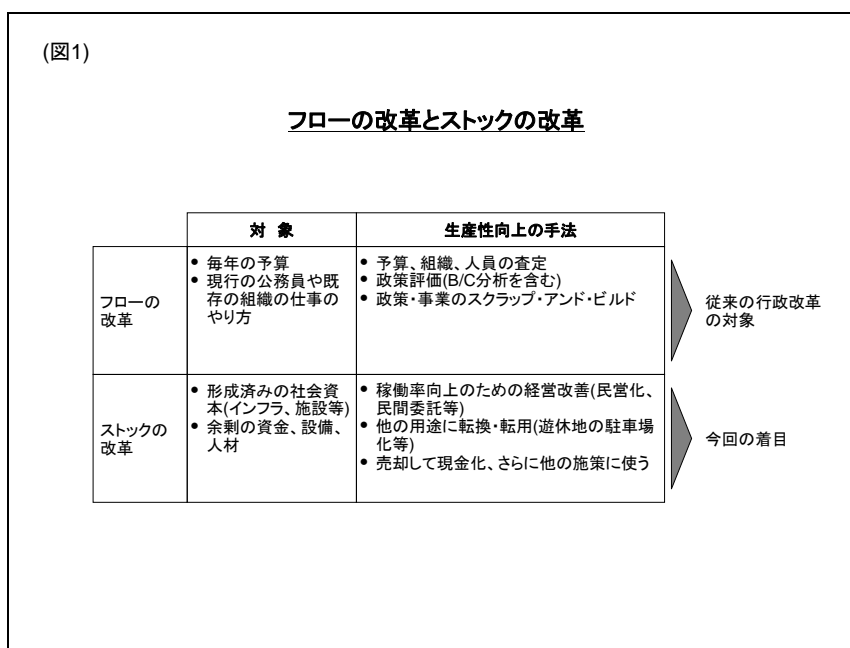 (図1)
フローの改革とストックの改革
対 象
生産性向上の手法
フローの
改革
• 毎年の予算
• 現行の公務員や既
存の組織の仕事の
やり方
• 予算、組織、人員の査定
• 政策評価(B/C分析を含む)
• 政策・事業のスクラップ・アンド・ビルド
従来の行政改革
の対象
ストックの
改革
• 形成済みの社会資
本(インフラ、施設等)
• 余剰の資金、設備、
人材
• 稼働率向上のための経営改善(民営化、
民間委託等)
• 他の用途に転換・転用(遊休地の駐車場
化等)
• 売却して現金化、さらに他の施策に使う
今回の着目